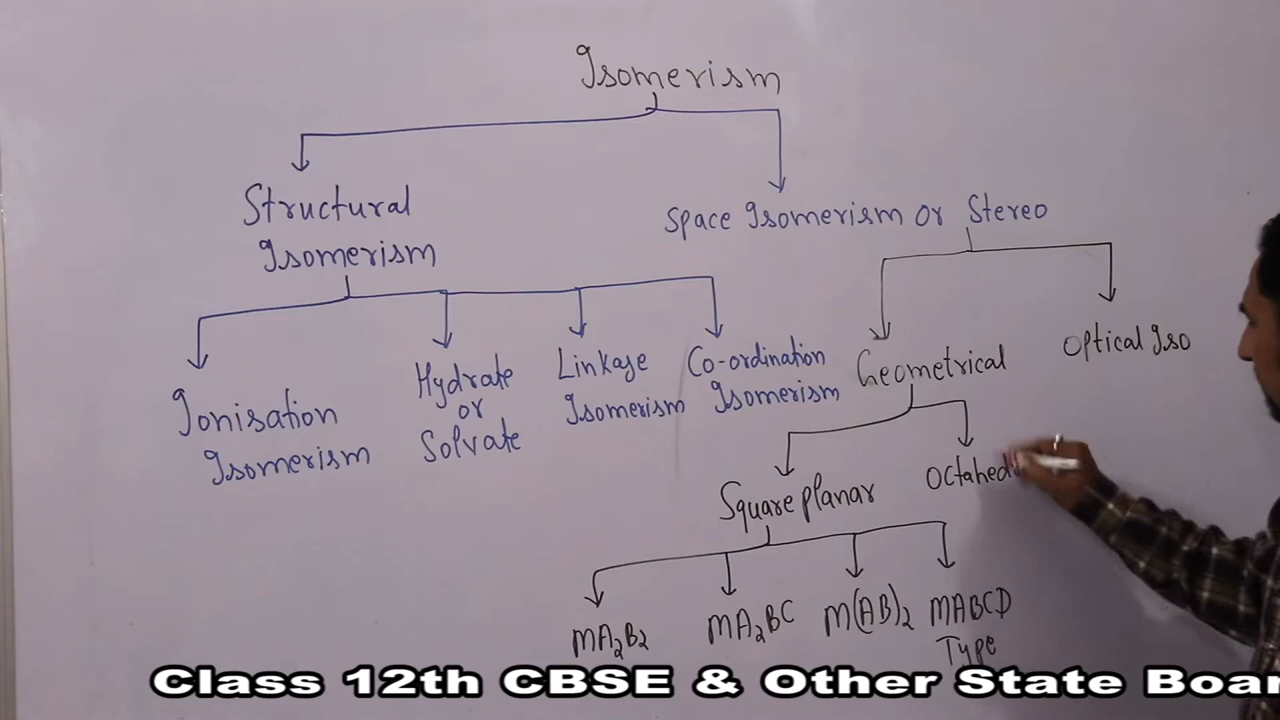 Isomerism
Structural
Isomerism
Space Isomerism or Stereo
Ionisation
Isomerism
Hydrate
or
Solvate
Linkage
Isomerism
Co-ordination
Isomerism
Geometrical
Optical Iso
Square planar
Octahed
MA₂B₂
MA₂BC
M(AB)₂
MABCD
Type
Class 12th CBSE & Other State Boar